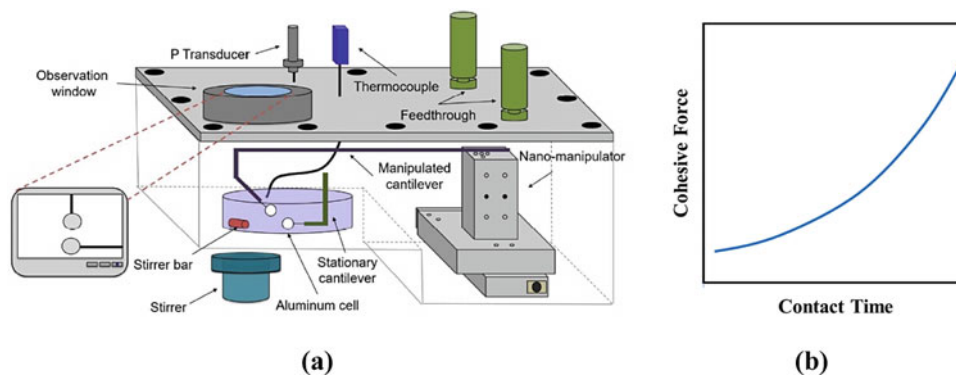 P Transducer
Observation
window
Thermocouple
Feedthrough
Manipulated
cantilever
Nano-manipulator
Stirrer bar
Stationary
cantilever
Stirrer
Aluminum cell
(a)
Cohesive Force
Contact Time
(b)